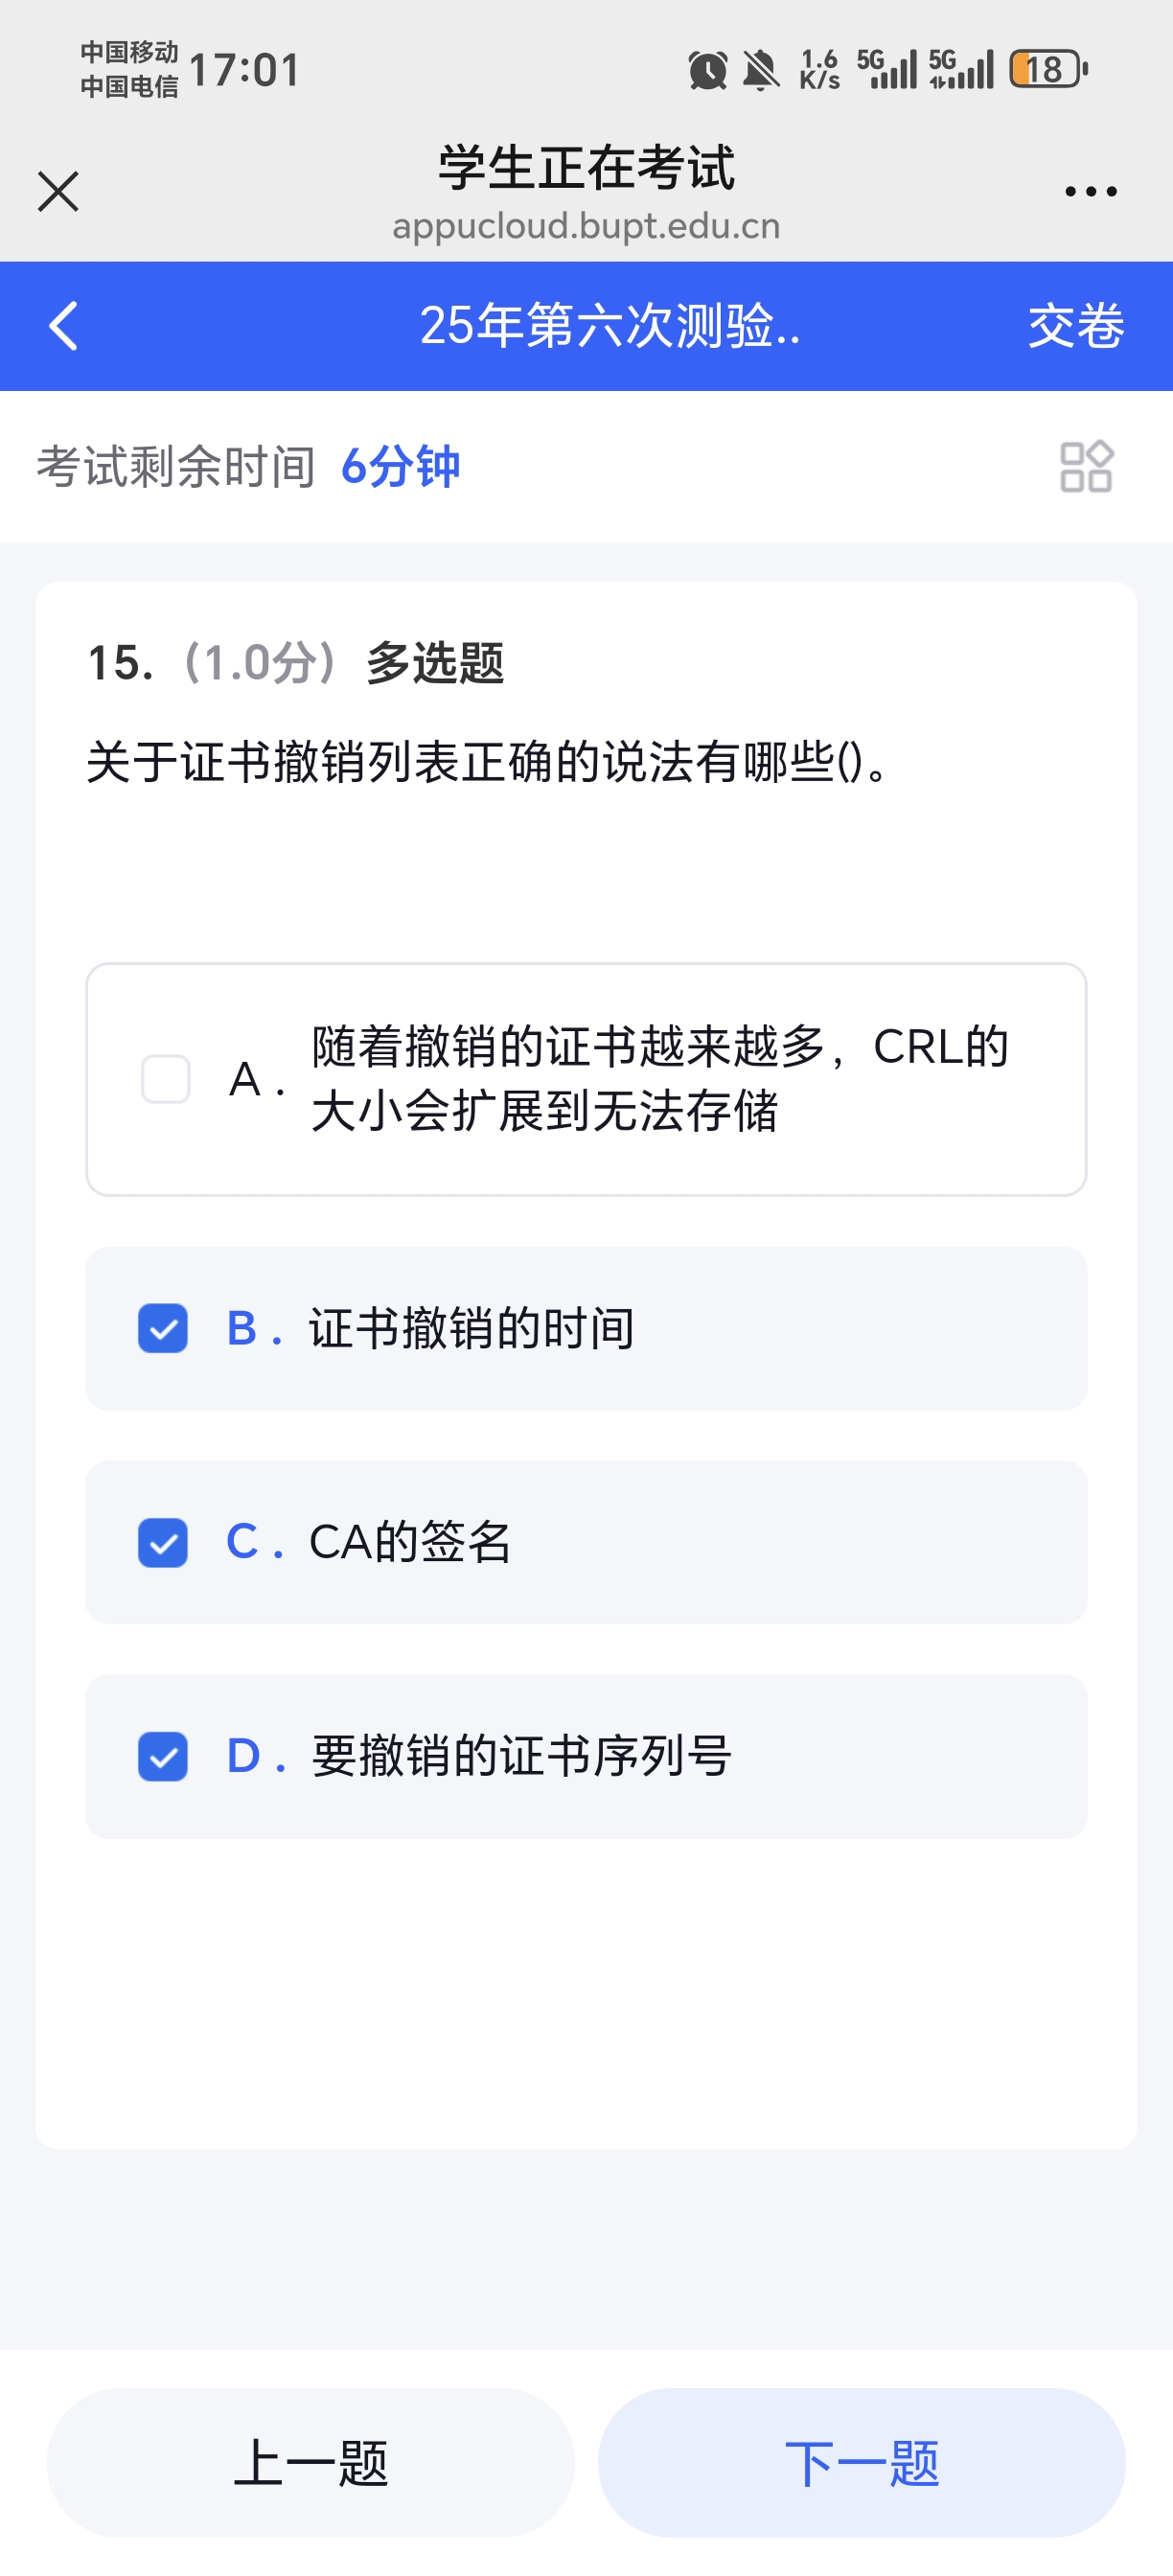 中国移动
中国电信
17:01
1.6
K/s
5G
5G
18
学生正在考试
appucloud.bupt.edu.cn
25年第六次测验..
交卷
考试剩余时间 6分钟
15. (1.0分) 多选题
关于证书撤销列表正确的说法有哪些()。
A. 随着撤销的证书越来越多，CRL的
大小会扩展到无法存储
B. 证书撤销的时间
C. CA的签名
D. 要撤销的证书序列号
上一题
下一题